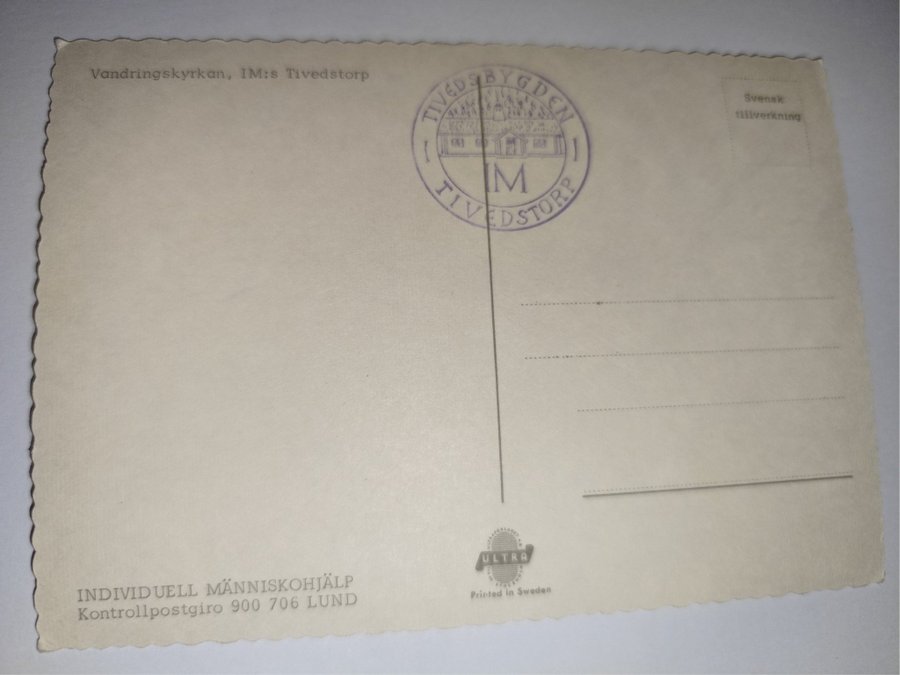 Vandringskyrkan, IM:s Tivedstorp
TIVEDSBYGDEN
IM
TIVEDSTORP
Svensk
tillverkning
ULTRA
Printed in Sweden
INDIVIDUELL MÄNNISKOHJÄLP
Kontrollpostgiro 900 706 LUND